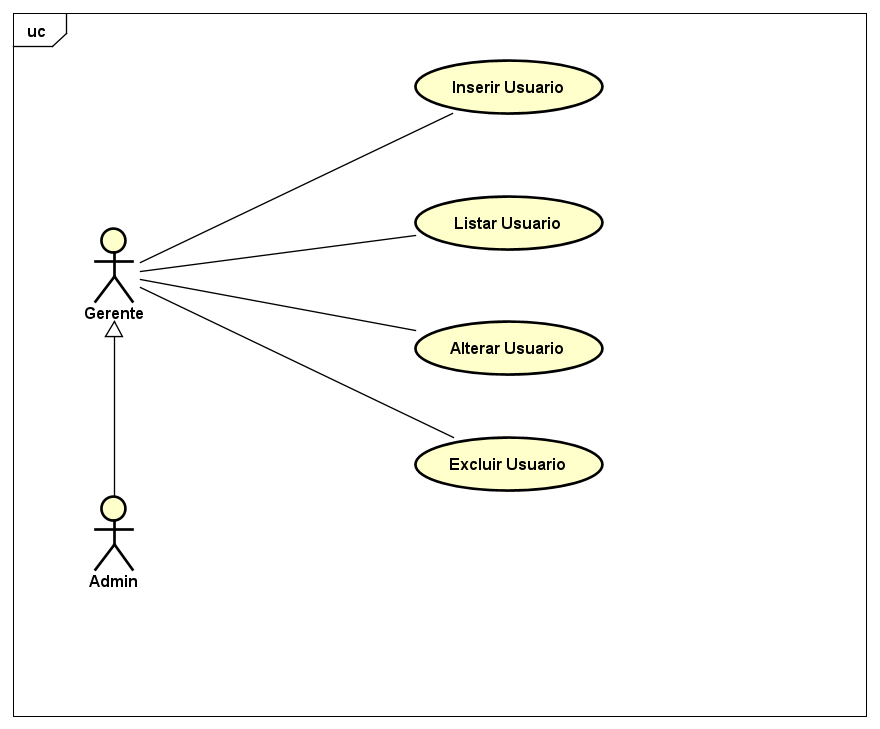 uc
Inserir Usuario
Listar Usuario
Gerente
Alterar Usuario
Excluir Usuario
Admin